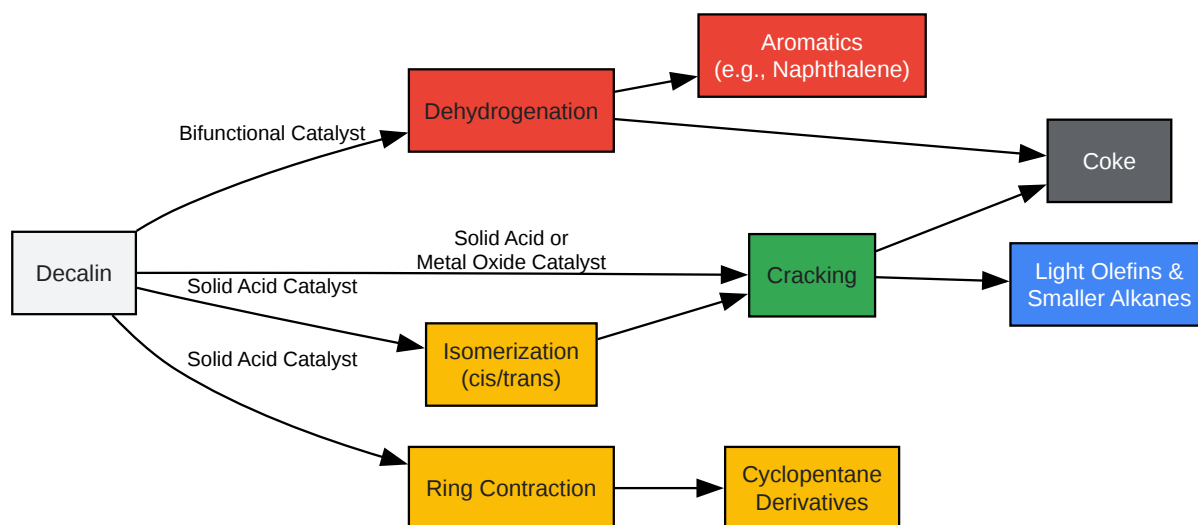 Aromatics
(e.g., Naphthalene)
Dehydrogenation
Bifunctional Catalyst
Coke
Solid Acid or
Metal Oxide Catalyst
Decalin
Cracking
Light Olefins &
Smaller Alkanes
Solid Acid Catalyst
Isomerization
(cis/trans)
Solid Acid Catalyst
Ring Contraction
Cyclopentane
Derivatives